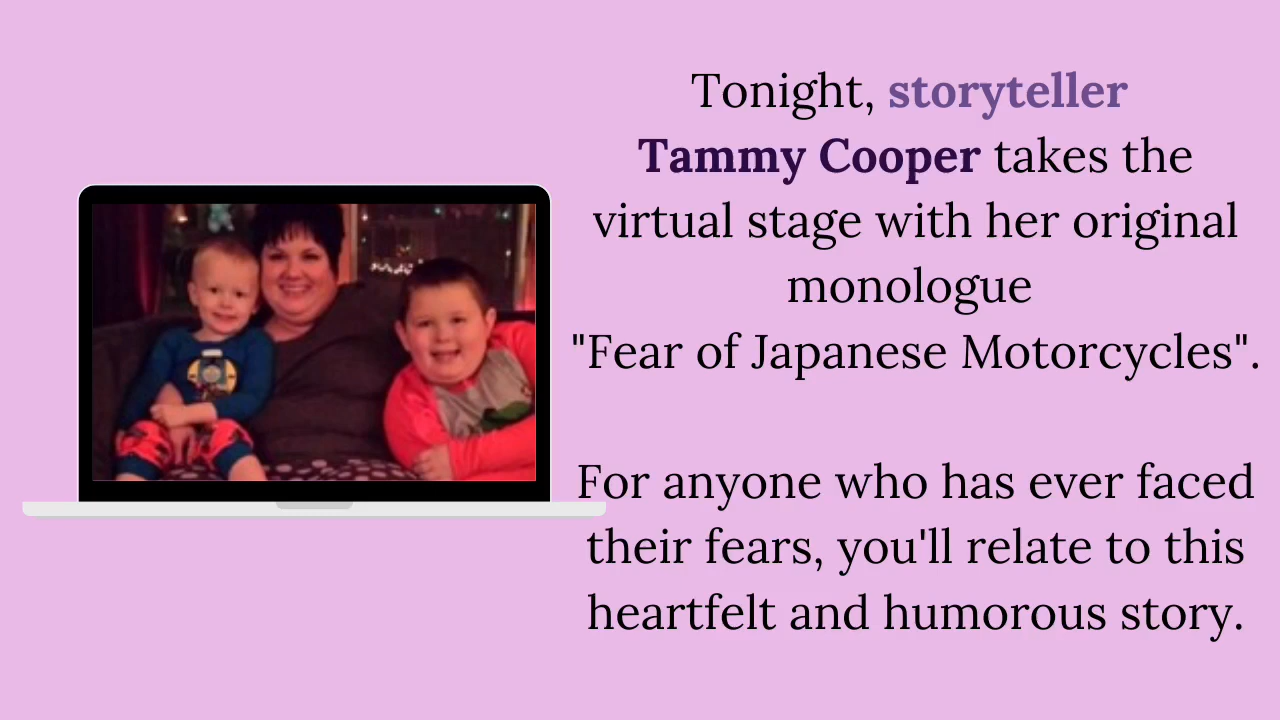 Tonight, storyteller
Tammy Cooper takes the
virtual stage with her original
monologue
"Fear of Japanese Motorcycles".
For anyone who has ever faced
their fears, you'll relate to this
heartfelt and humorous story.